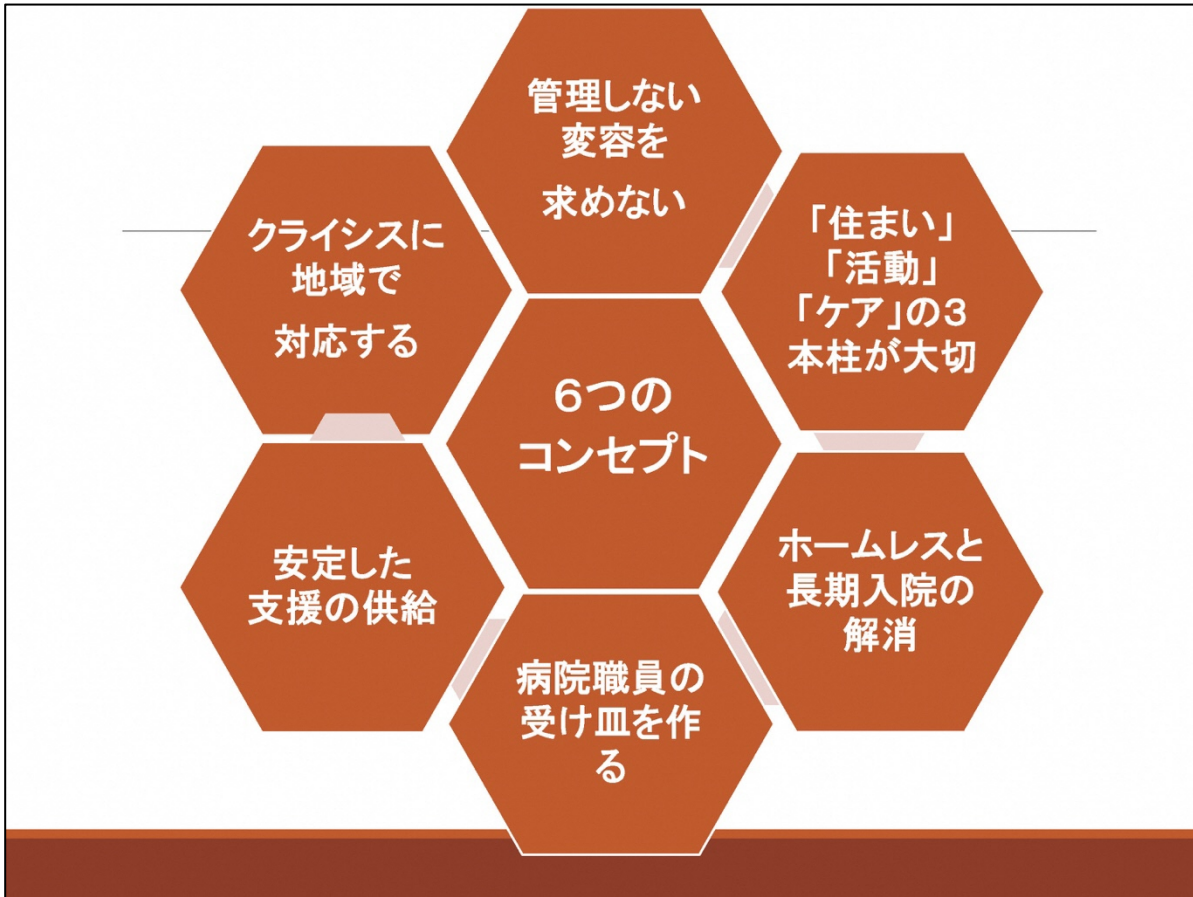 管理しない
変容を
求めない
「住まい」
「活動」
「ケア」の３
本柱が大切
ホームレスと
長期入院の
解消
病院職員の
受け皿を作
る
安定した
支援の供給
クライシスに
地域で
対応する
６つの
コンセプト